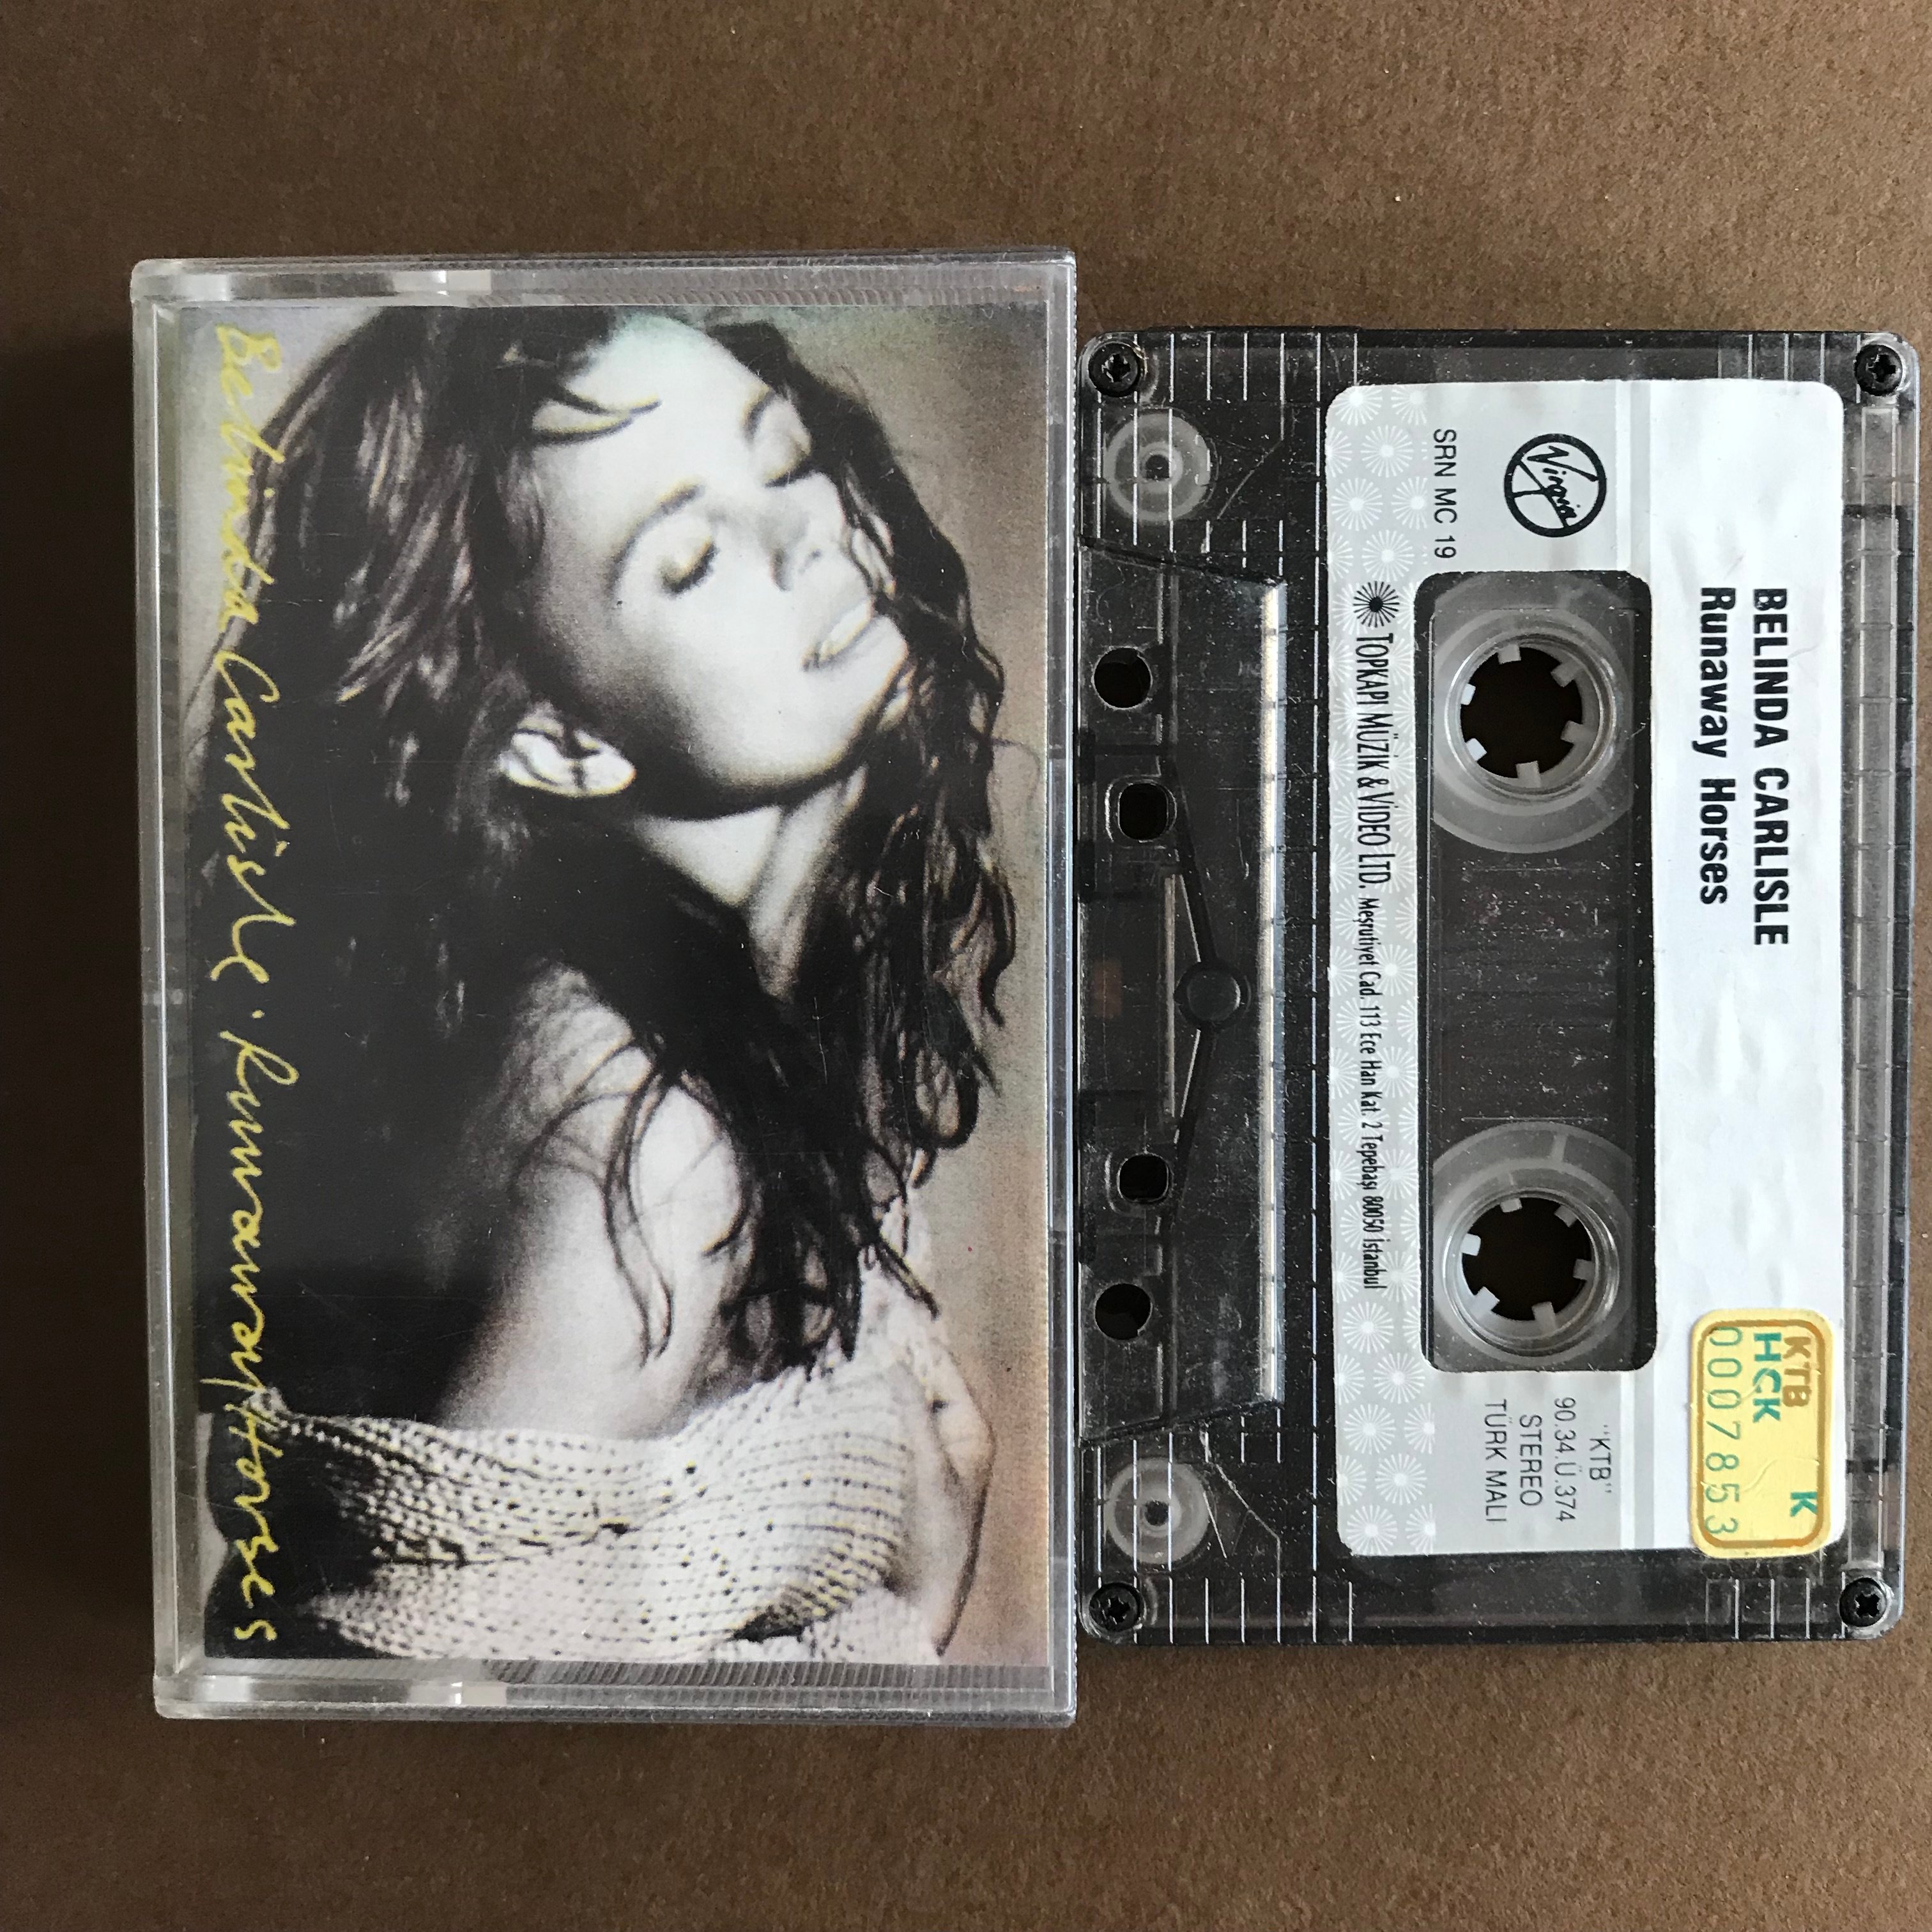 Belinda Carlisle · Runaway Horses
BELINDA CARLISLE
Runaway Horses
Virgin
SRN MC 19
"KTB"
90.34.Ü.374
STEREO
TÜRK MALI
TOPKAPI MÜZİK & VİDEO LTD. Meşrutiyet Cad. 113 Ece Han Kat. 2 Tepebaşı 80050 İstanbul
KTB K
HCK
0007853